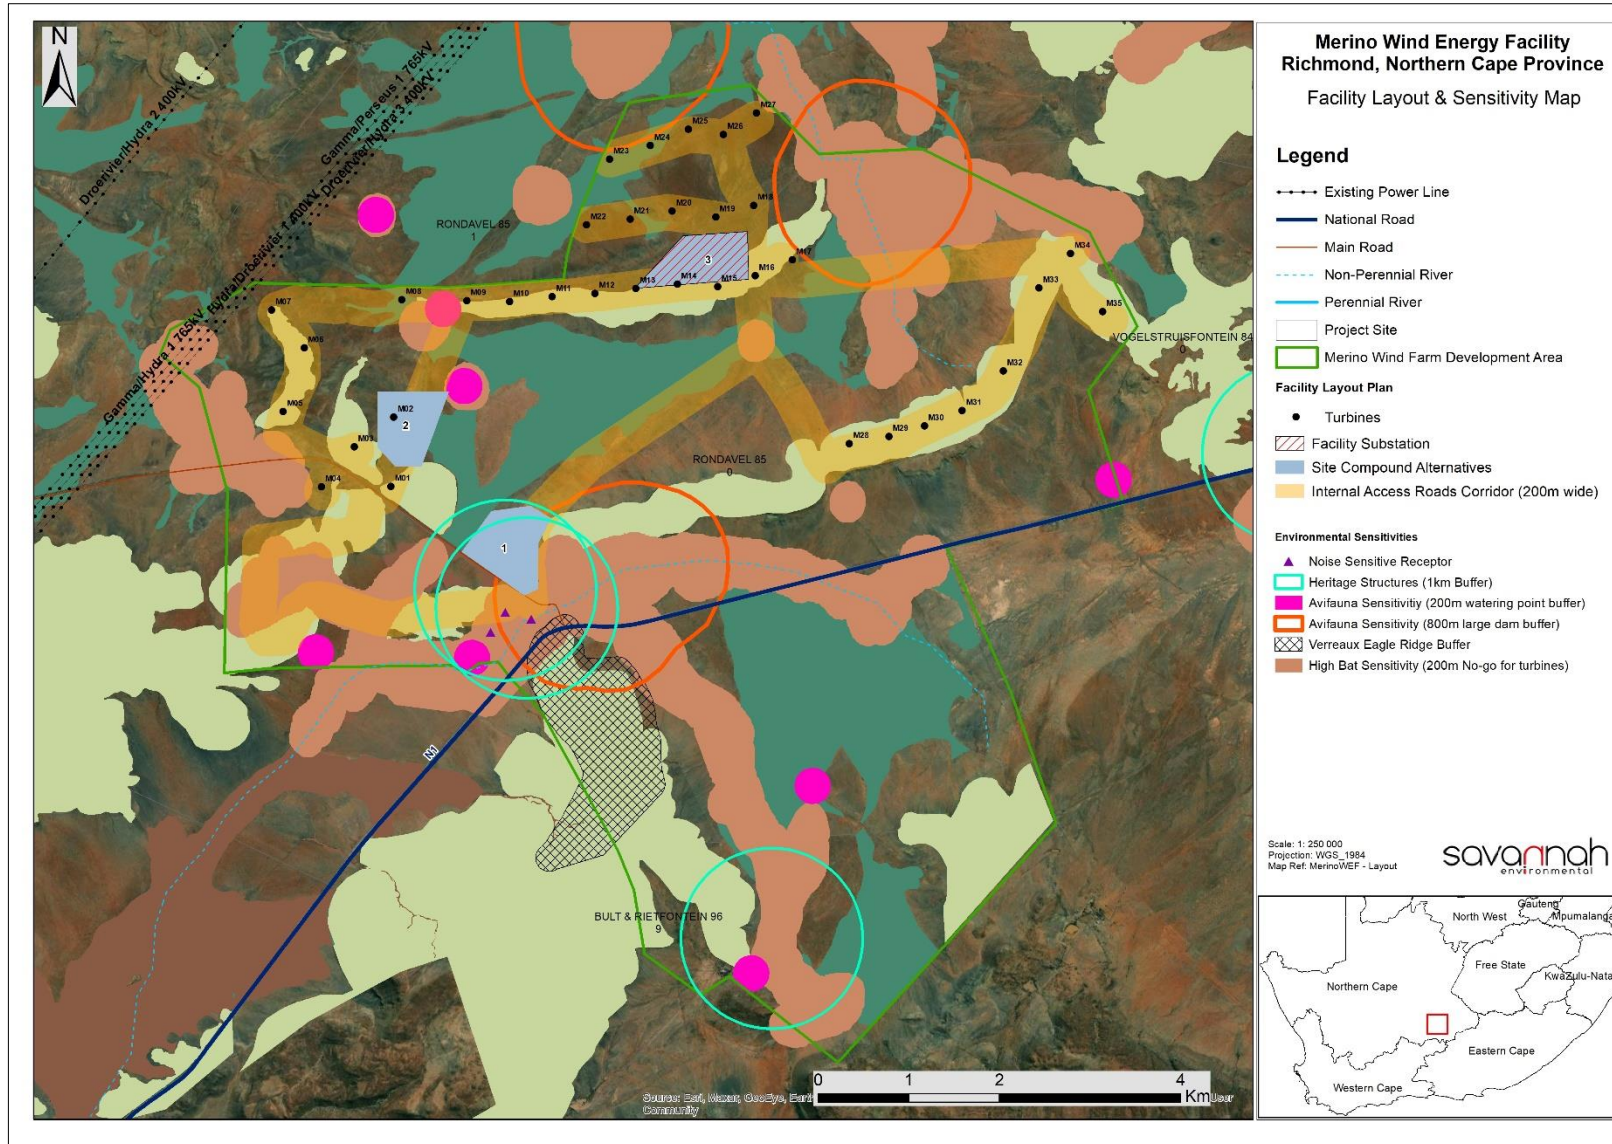 Merino Wind Energy Facility
Richmond, Northern Cape Province
Facility Layout & Sensitivity Map
Legend
Existing Power Line
National Road
Main Road
Non-Perennial River
Perennial River
Project Site
Merino Wind Farm Development Area
Facility Layout Plan
Turbines
Facility Substation
Site Compound Alternatives
Internal Access Roads Corridor (200m wide)
Environmental Sensitivities
Noise Sensitive Receptor
Heritage Structures (1km Buffer)
Avifauna Sensitivitiy (200m watering point buffer)
Avifauna Sensitivity (800m large dam buffer)
Verreaux Eagle Ridge Buffer
High Bat Sensitivity (200m No-go for turbines)
Scale: 1: 250 000
Projection: WGS_1984
Map Ref: MerinoWEF - Layout
savannah
environmental
North West
Gauteng
Mpumalanga
Free State
KwaZulu-Nata
Northern Cape
Eastern Cape
Western Cape
N
Droerivier/Hydra 2 400kV
Gamma/Perseus 1 765kV
Droerivier/Hydra 3 400kV
Hydra/Droerivier 1 400kV
Gamma/Hydra 1 765kV
M27
M25
M26
M24
M23
M18
M20
M19
M21
M22
RONDAVEL 85
1
3
M17
M16
M15
M14
M13
M12
M11
M10
M09
M08
M07
M34
M33
M35
M06
VOGELSTRUISFONTEIN 84
0
M32
M05
M02
2
M31
M30
M29
M28
M03
RONDAVEL 85
0
M04
M01
1
N1
BULT & RIETFONTEIN 96
9
0 1 2 4
Km
Source: Esri, Maxar, GeoEye, Eart
User
Community